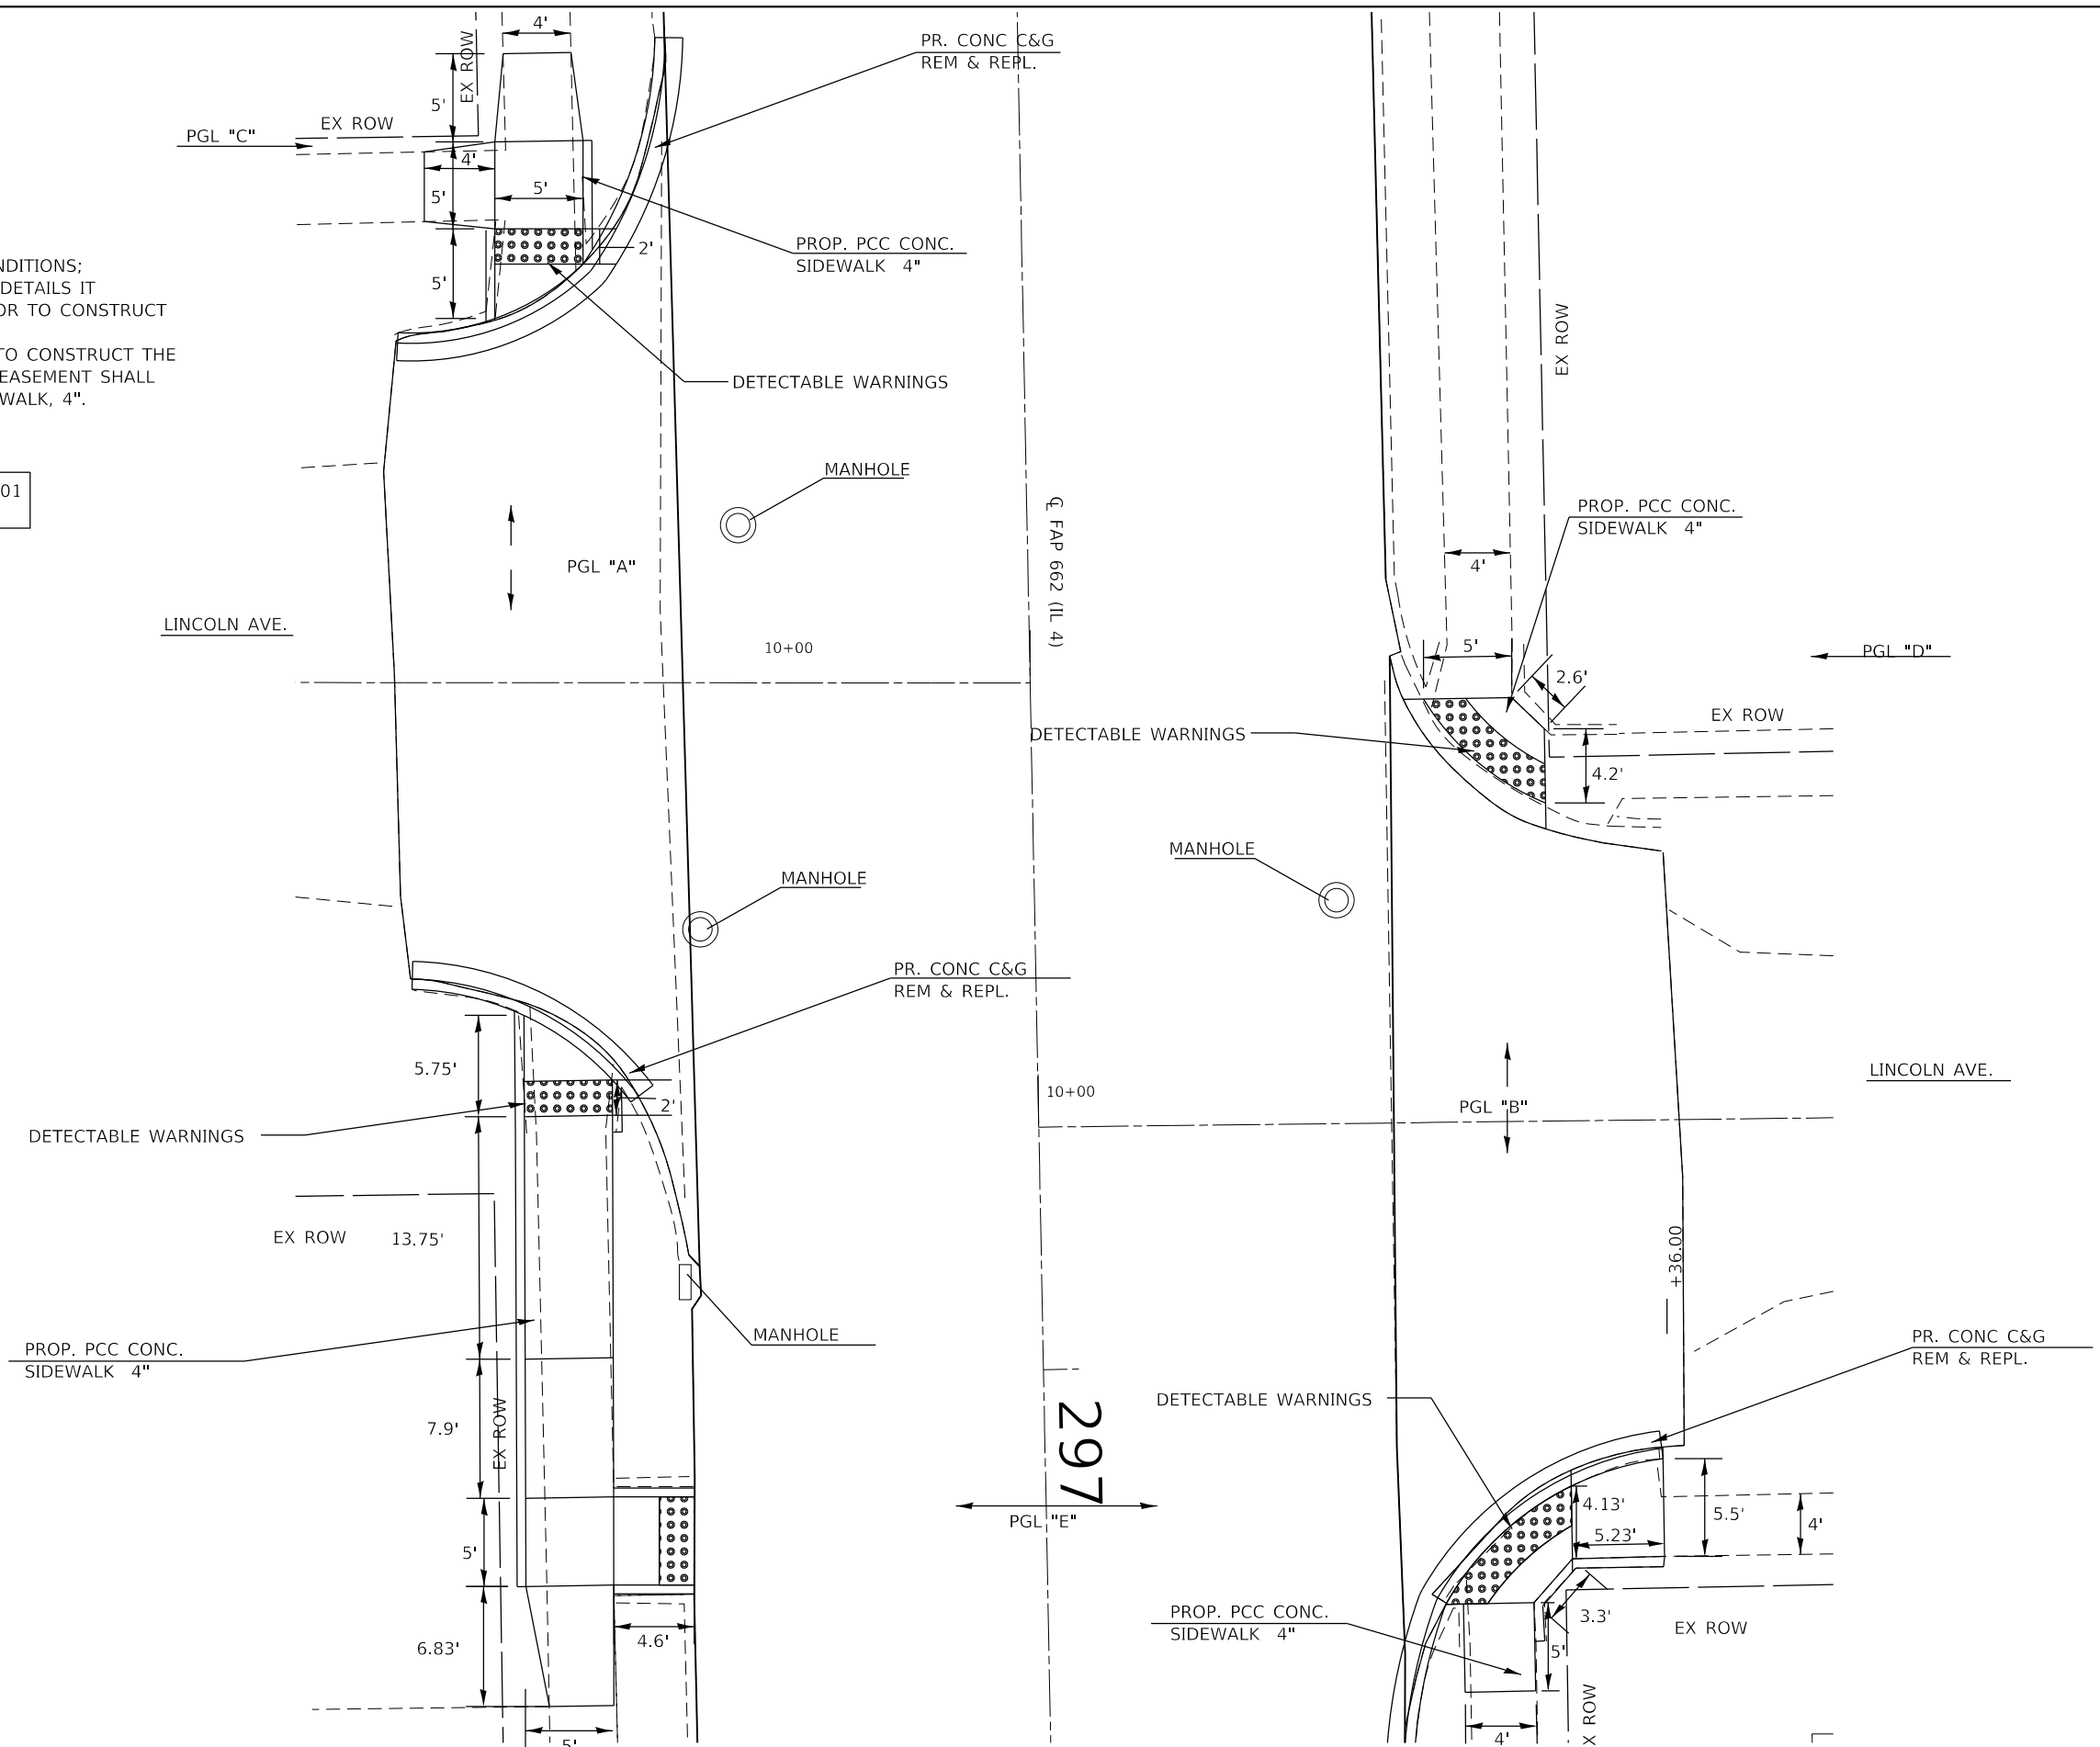 4'
EX ROW
PR. CONC C&G
REM & REPL.
5'
EX ROW
PGL "C"
4'
5'
5'
2'
PROP. PCC CONC.
SIDEWALK 4"
NDITIONS;
DETAILS IT
OR TO CONSTRUCT
5'
TO CONSTRUCT THE
EASEMENT SHALL
WALK, 4".
DETECTABLE WARNINGS
EX ROW
MANHOLE
01
℄ FAP 662 (IL 4)
PROP. PCC CONC.
SIDEWALK 4"
PGL "A"
4'
LINCOLN AVE.
10+00
5'
PGL "D"
2.6'
EX ROW
DETECTABLE WARNINGS
4.2'
MANHOLE
MANHOLE
PR. CONC C&G
REM & REPL.
5.75'
LINCOLN AVE.
10+00
2'
PGL "B"
DETECTABLE WARNINGS
EX ROW
13.75'
+36.00
MANHOLE
PROP. PCC CONC.
SIDEWALK 4"
PR. CONC C&G
REM & REPL.
DETECTABLE WARNINGS
7.9'
EX ROW
297
PGL "E"
4.13'
5.5'
4'
5.23'
5'
PROP. PCC CONC.
SIDEWALK 4"
3.3'
EX ROW
6.83'
4.6'
5'
EX ROW
4'
5'